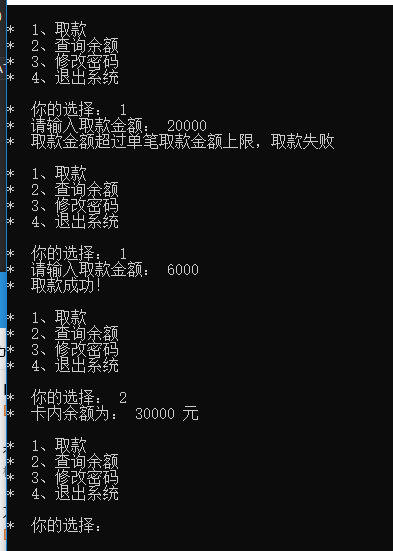 * 1、取款
* 2、查询余额
* 3、修改密码
* 4、退出系统
* 你的选择： 1
* 请输入取款金额： 20000
* 取款金额超过单笔取款金额上限，取款失败
* 1、取款
* 2、查询余额
* 3、修改密码
* 4、退出系统
* 你的选择： 1
* 请输入取款金额： 6000
* 取款成功！
* 1、取款
* 2、查询余额
* 3、修改密码
* 4、退出系统
* 你的选择： 2
* 卡内余额为： 30000 元
* 1、取款
* 2、查询余额
* 3、修改密码
* 4、退出系统
* 你的选择：